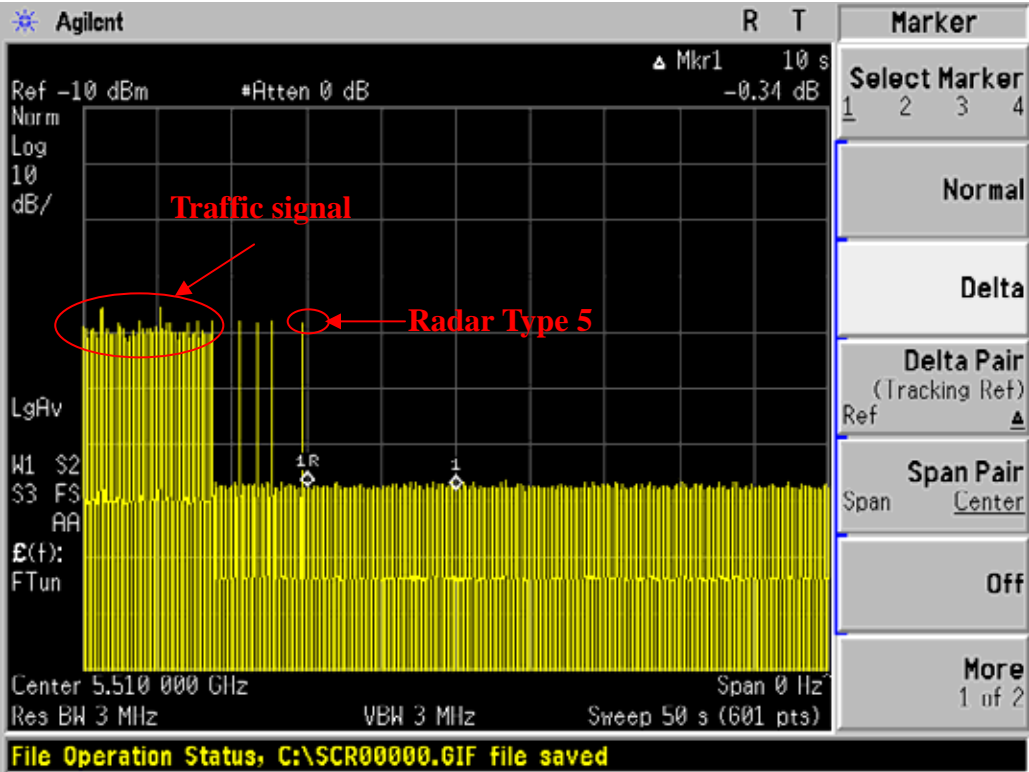 Agilent
R T
Marker
▵ Mkr1 10 s
Ref -10 dBm #Atten 0 dB -0.34 dB
Norm
Log
10
dB/
Traffic signal
Radar Type 5
LgAv
1R
1
W1 S2
S3 FS
AA
£(f):
FTun
Center 5.510 000 GHz Span 0 Hz^
Res BW 3 MHz VBW 3 MHz Sweep 50 s (601 pts)
File Operation Status, C:\SCR00000.GIF file saved
Select Marker
1 2 3 4
Normal
Delta
Delta Pair
(Tracking Ref)
Ref ▵
Span Pair
Span Center
Off
More
1 of 2